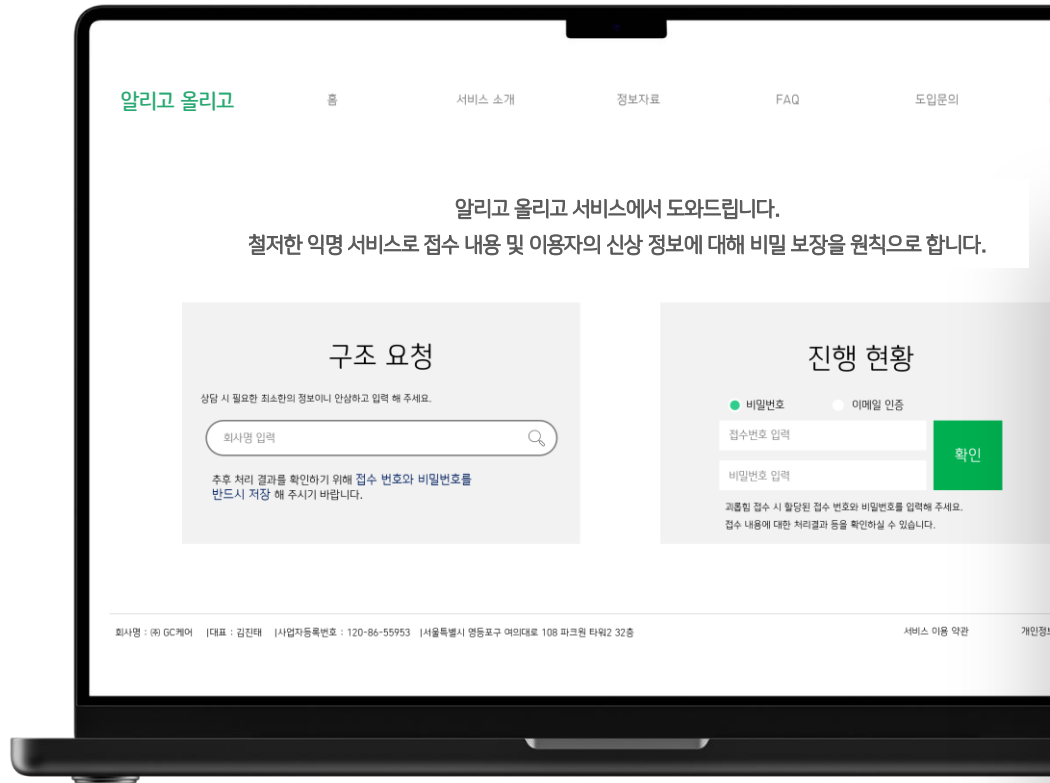 알리고 올리고
홈
서비스 소개
정보자료
FAQ
도입문의
알리고 올리고 서비스에서 도와드립니다.
철저한 익명 서비스로 접수 내용 및 이용자의 신상 정보에 대해 비밀 보장을 원칙으로 합니다.
구조 요청
상담 시 필요한 최소한의 정보이니 안심하고 입력 해 주세요.
회사명 입력
추후 처리 결과를 확인하기 위해 접수 번호와 비밀번호를
반드시 저장 해 주시기 바랍니다.
진행 현황
비밀번호
이메일 인증
접수번호 입력
비밀번호 입력
확인
괴롭힘 접수 시 할당된 접수 번호와 비밀번호를 입력해 주세요.
접수 내용에 대한 처리결과 등을 확인하실 수 있습니다.
회사명 : ㈜ GC케어 |대표 : 김진태 |사업자등록번호 : 120-86-55953 |서울특별시 영등포구 여의대로 108 파크원 타워2 32층
서비스 이용 약관
개인정